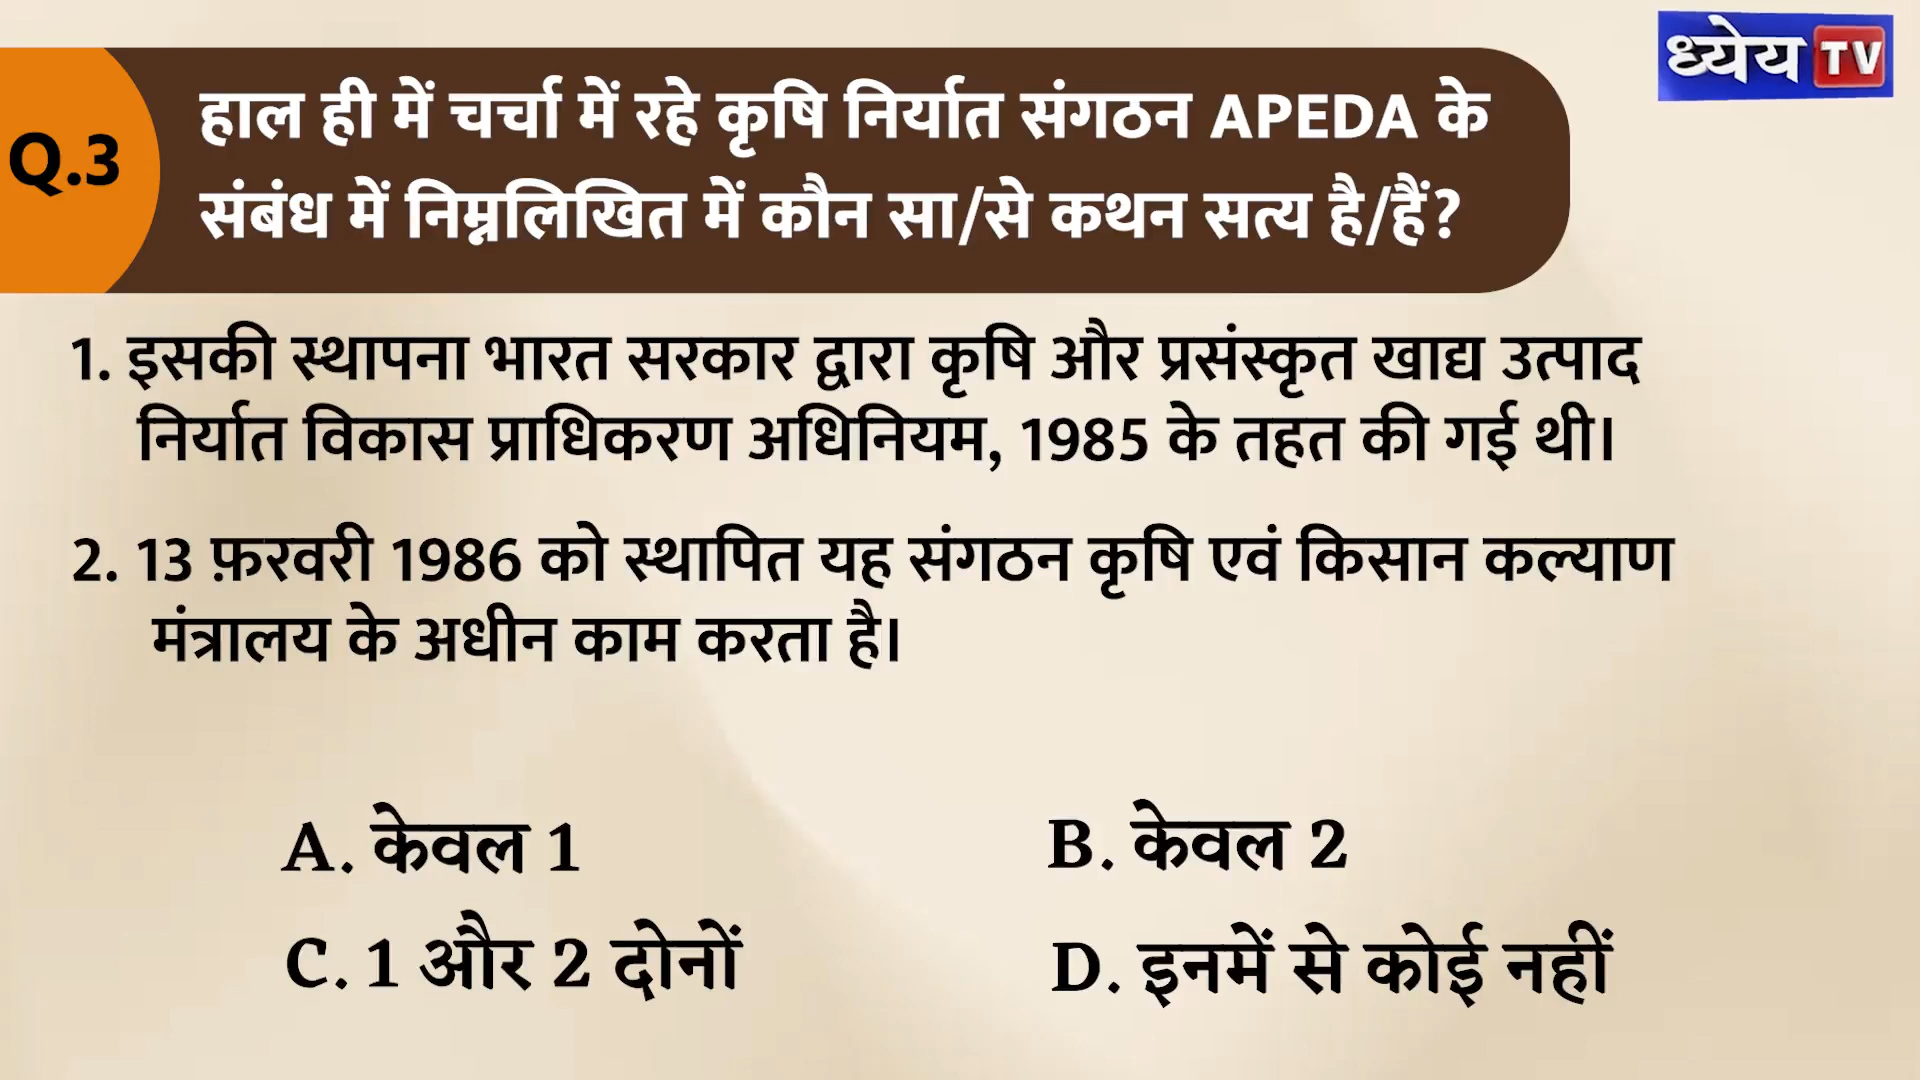 ध्येय TV
Q.3
हाल ही में चर्चा में रहे कृषि निर्यात संगठन APEDA के
संबंध में निम्नलिखित में कौन सा/से कथन सत्य है/हैं?
1. इसकी स्थापना भारत सरकार द्वारा कृषि और प्रसंस्कृत खाद्य उत्पाद
निर्यात विकास प्राधिकरण अधिनियम, 1985 के तहत की गई थी।
2. 13 फ़रवरी 1986 को स्थापित यह संगठन कृषि एवं किसान कल्याण
मंत्रालय के अधीन काम करता है।
A. केवल 1
B. केवल 2
C. 1 और 2 दोनों
D. इनमें से कोई नहीं